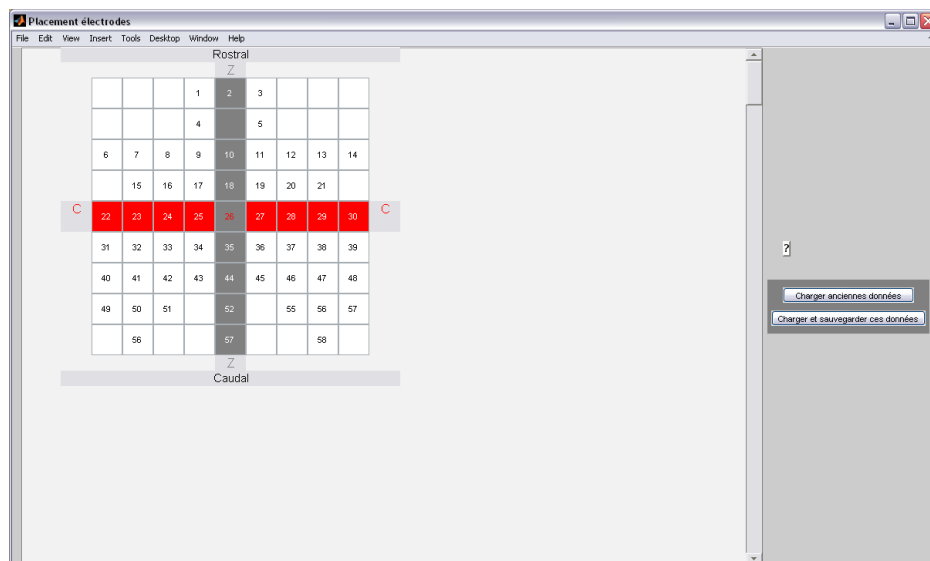 Placement électrodes
File Edit View Insert Tools Desktop Window Help
Rostral
Z
1 2 3
4 5
6 7 8 9 10 11 12 13 14
15 16 17 18 19 20 21
C 22 23 24 25 26 27 28 29 30 C
31 32 33 34 35 36 37 38 39
?
40 41 42 43 44 45 46 47 48
Charger anciennes données
49 50 51 52 55 56 57
Charger et sauvegarder ces données
56 57 58
Z
Caudal